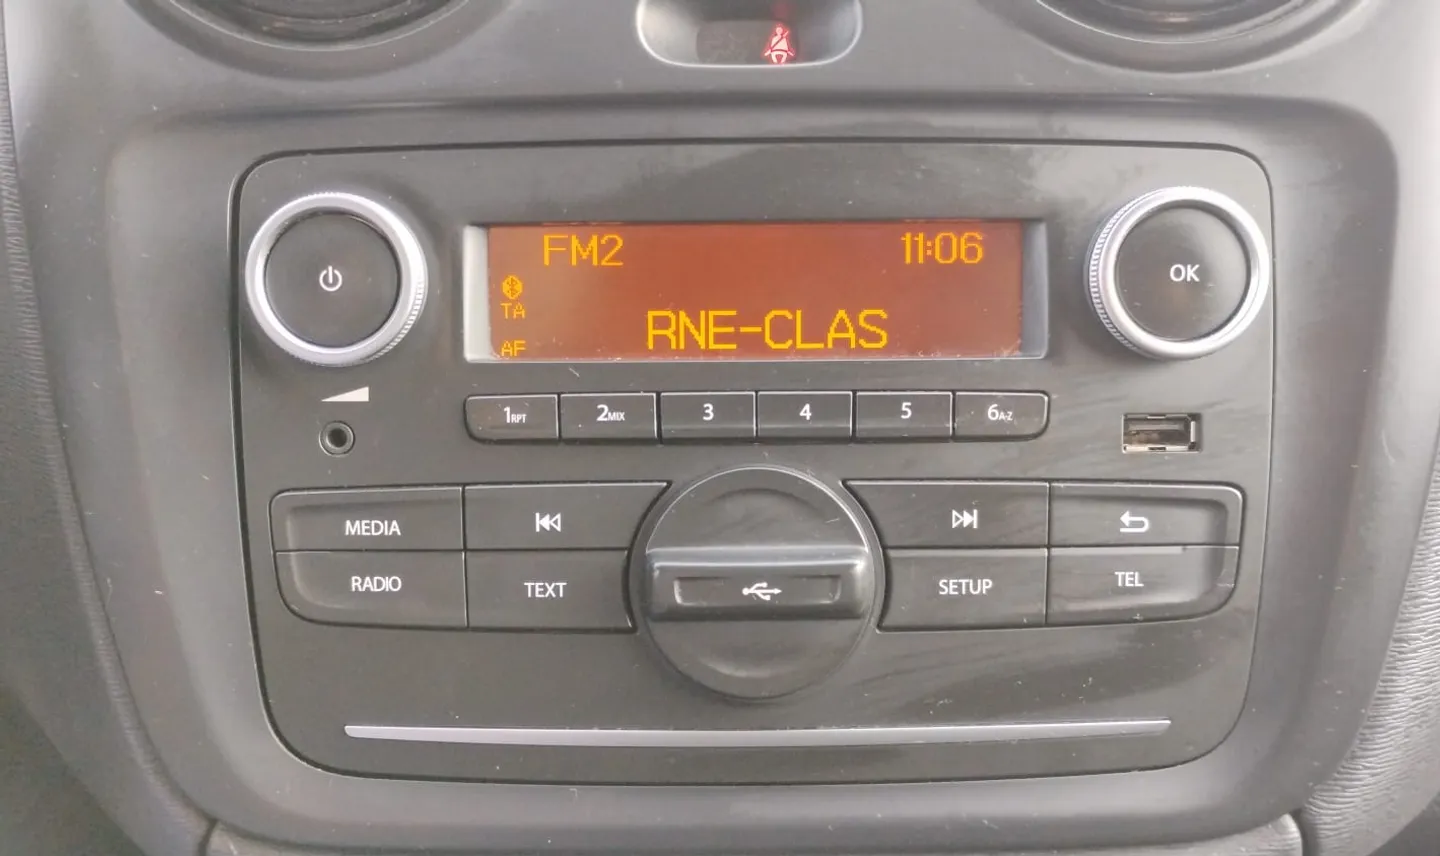 FM2 11:06
TA
RNE-CLAS
AF
OK
1RPT 2MIX 3 4 5 6A-Z
MEDIA
RADIO TEXT SETUP TEL